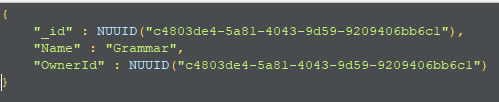 {
"_id" : NUUID("c4803de4-5a81-4043-9d59-9209406bb6c1"),
"Name" : "Grammar",
"OwnerId" : NUUID("c4803de4-5a81-4043-9d59-9209406bb6c1")
}